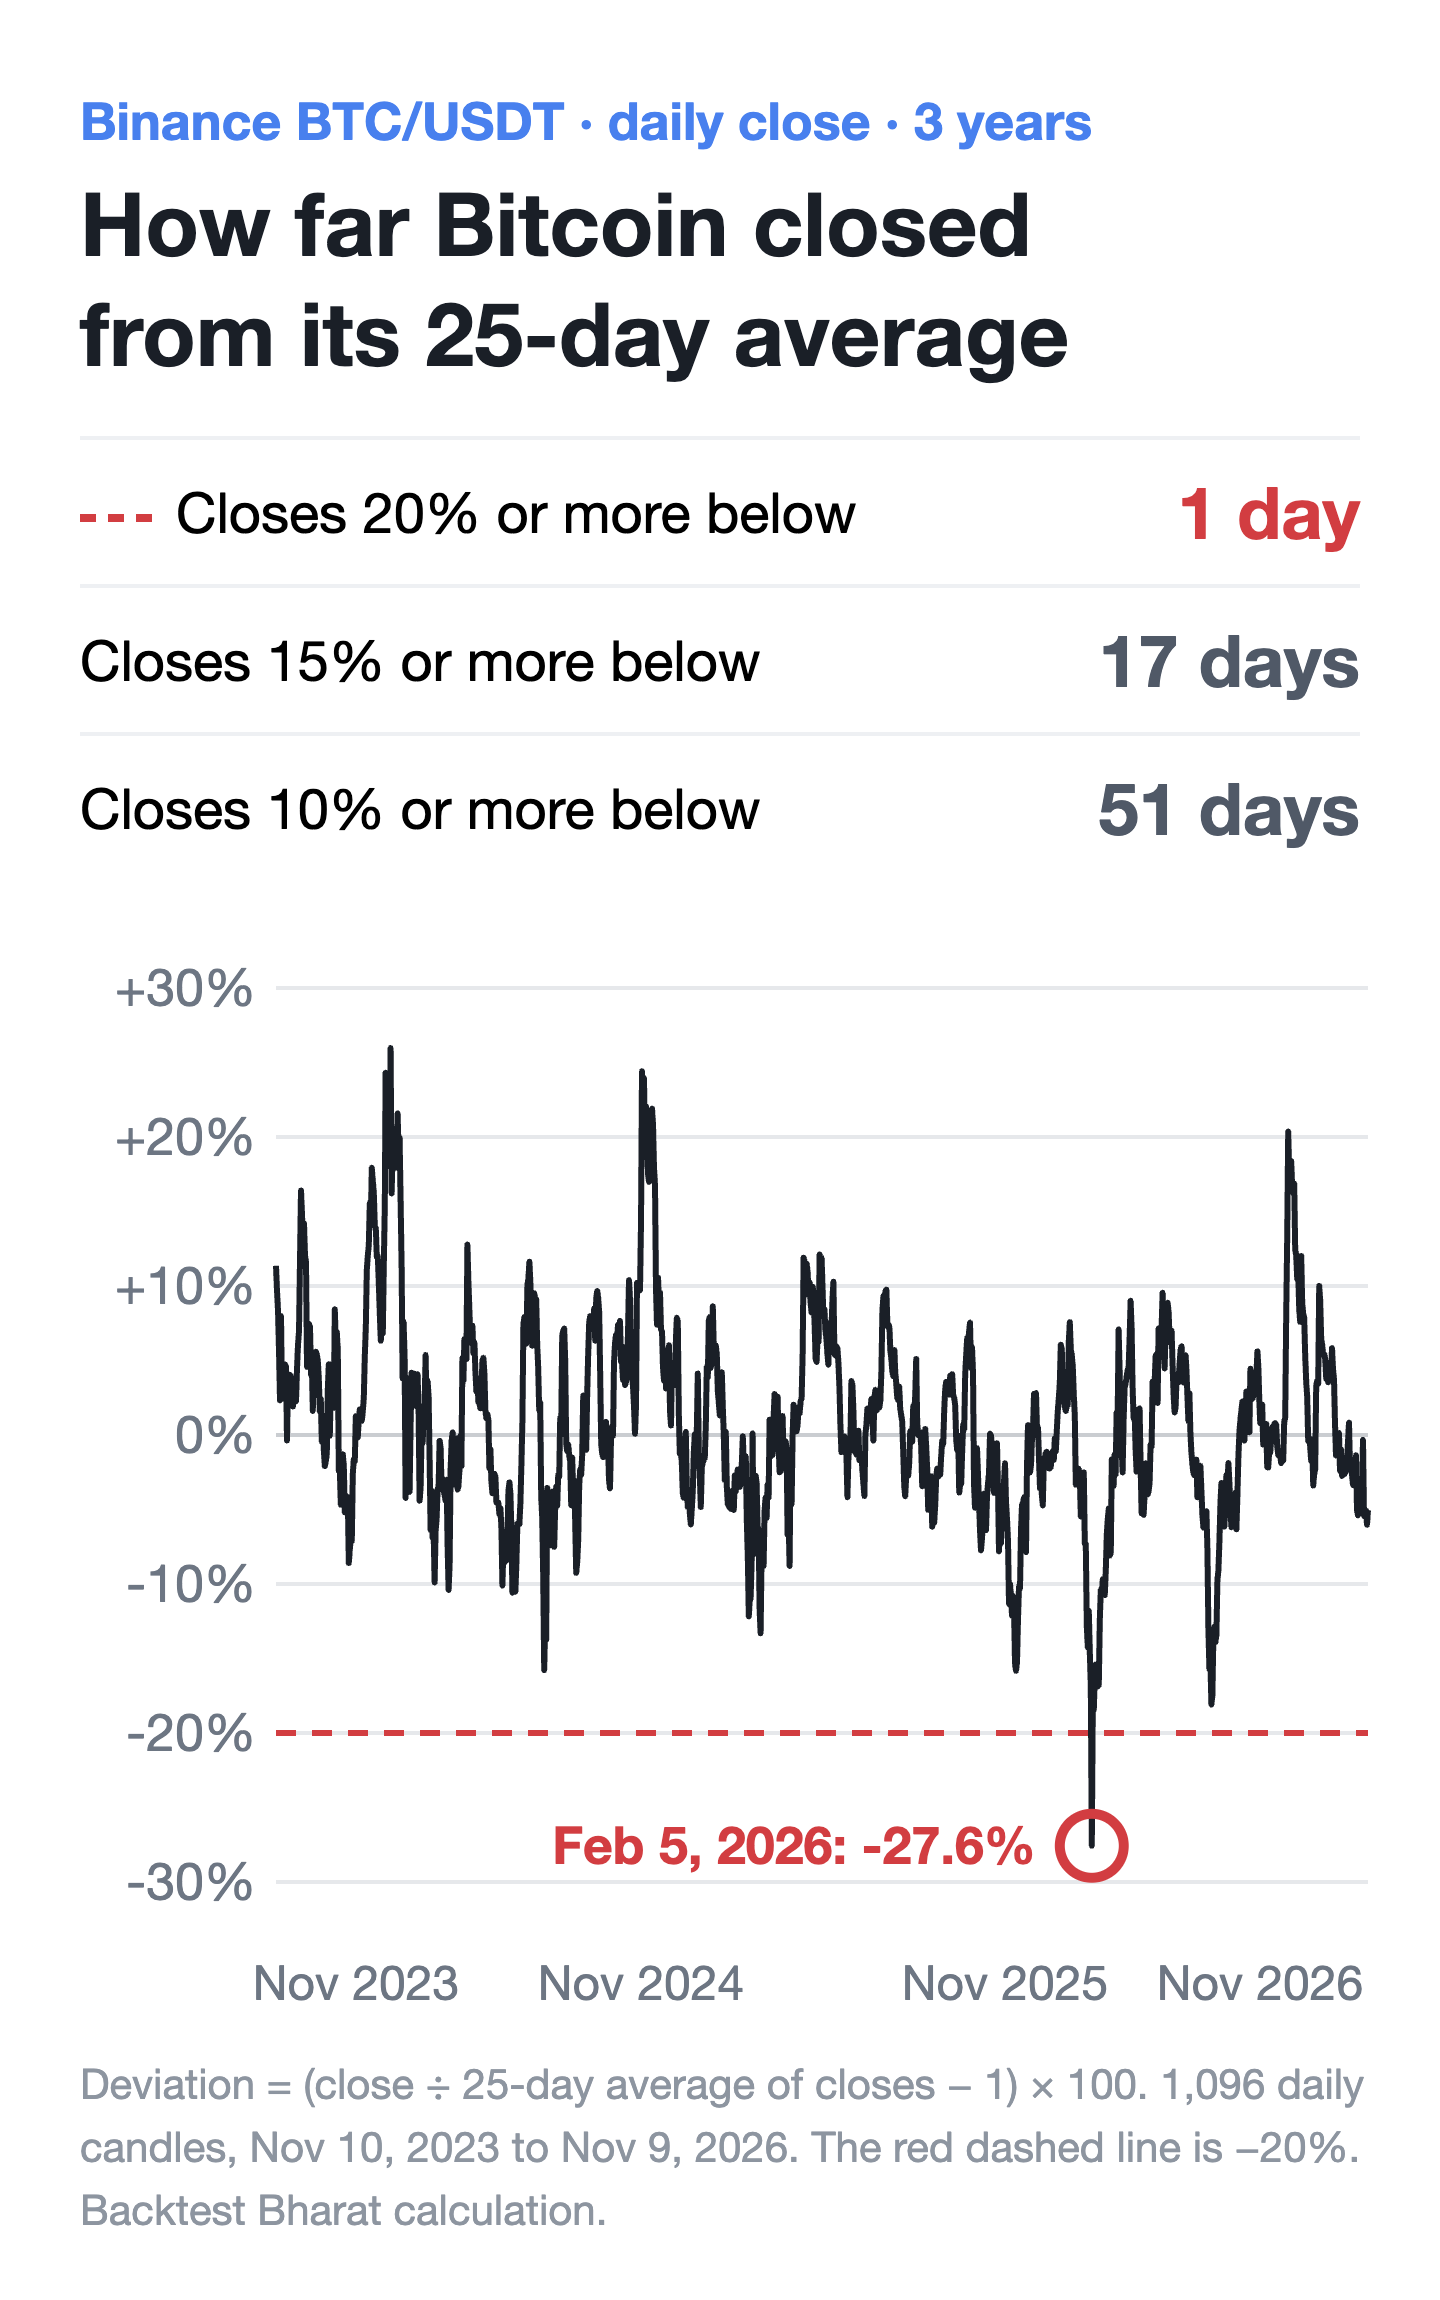 Binance BTC/USDT · daily close · 3 years
How far Bitcoin closed
from its 25-day average
Closes 20% or more below 1 day
Closes 15% or more below 17 days
Closes 10% or more below 51 days
+30%
+20%
+10%
0%
-10%
-20%
Feb 5, 2026: -27.6%
-30%
Nov 2023 Nov 2024 Nov 2025 Nov 2026
Deviation = (close ÷ 25-day average of closes – 1) × 100. 1,096 daily
candles, Nov 10, 2023 to Nov 9, 2026. The red dashed line is –20%.
Backtest Bharat calculation.